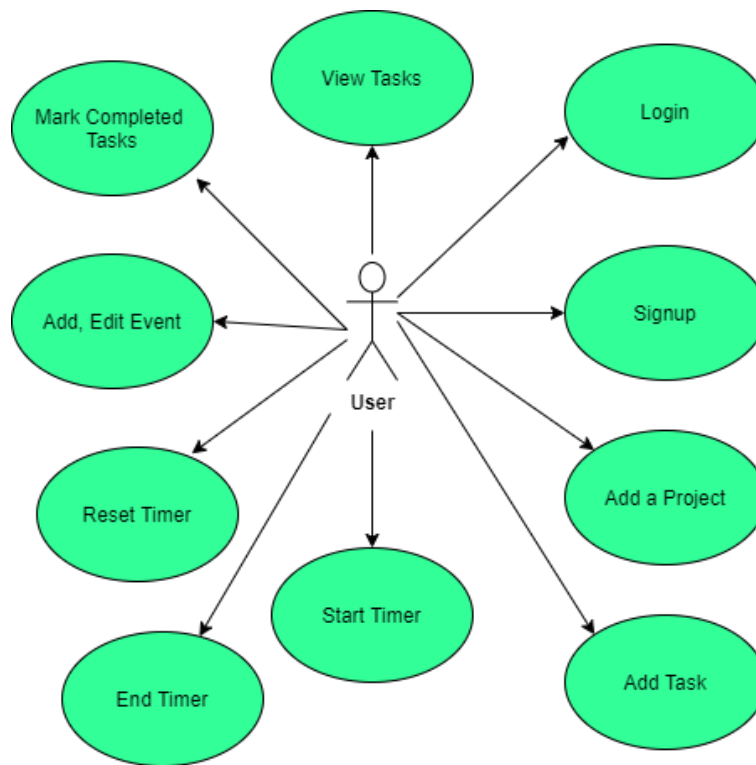 View Tasks
Mark Completed
Tasks
Login
Add, Edit Event
Signup
User
Reset Timer
Add a Project
Start Timer
End Timer
Add Task